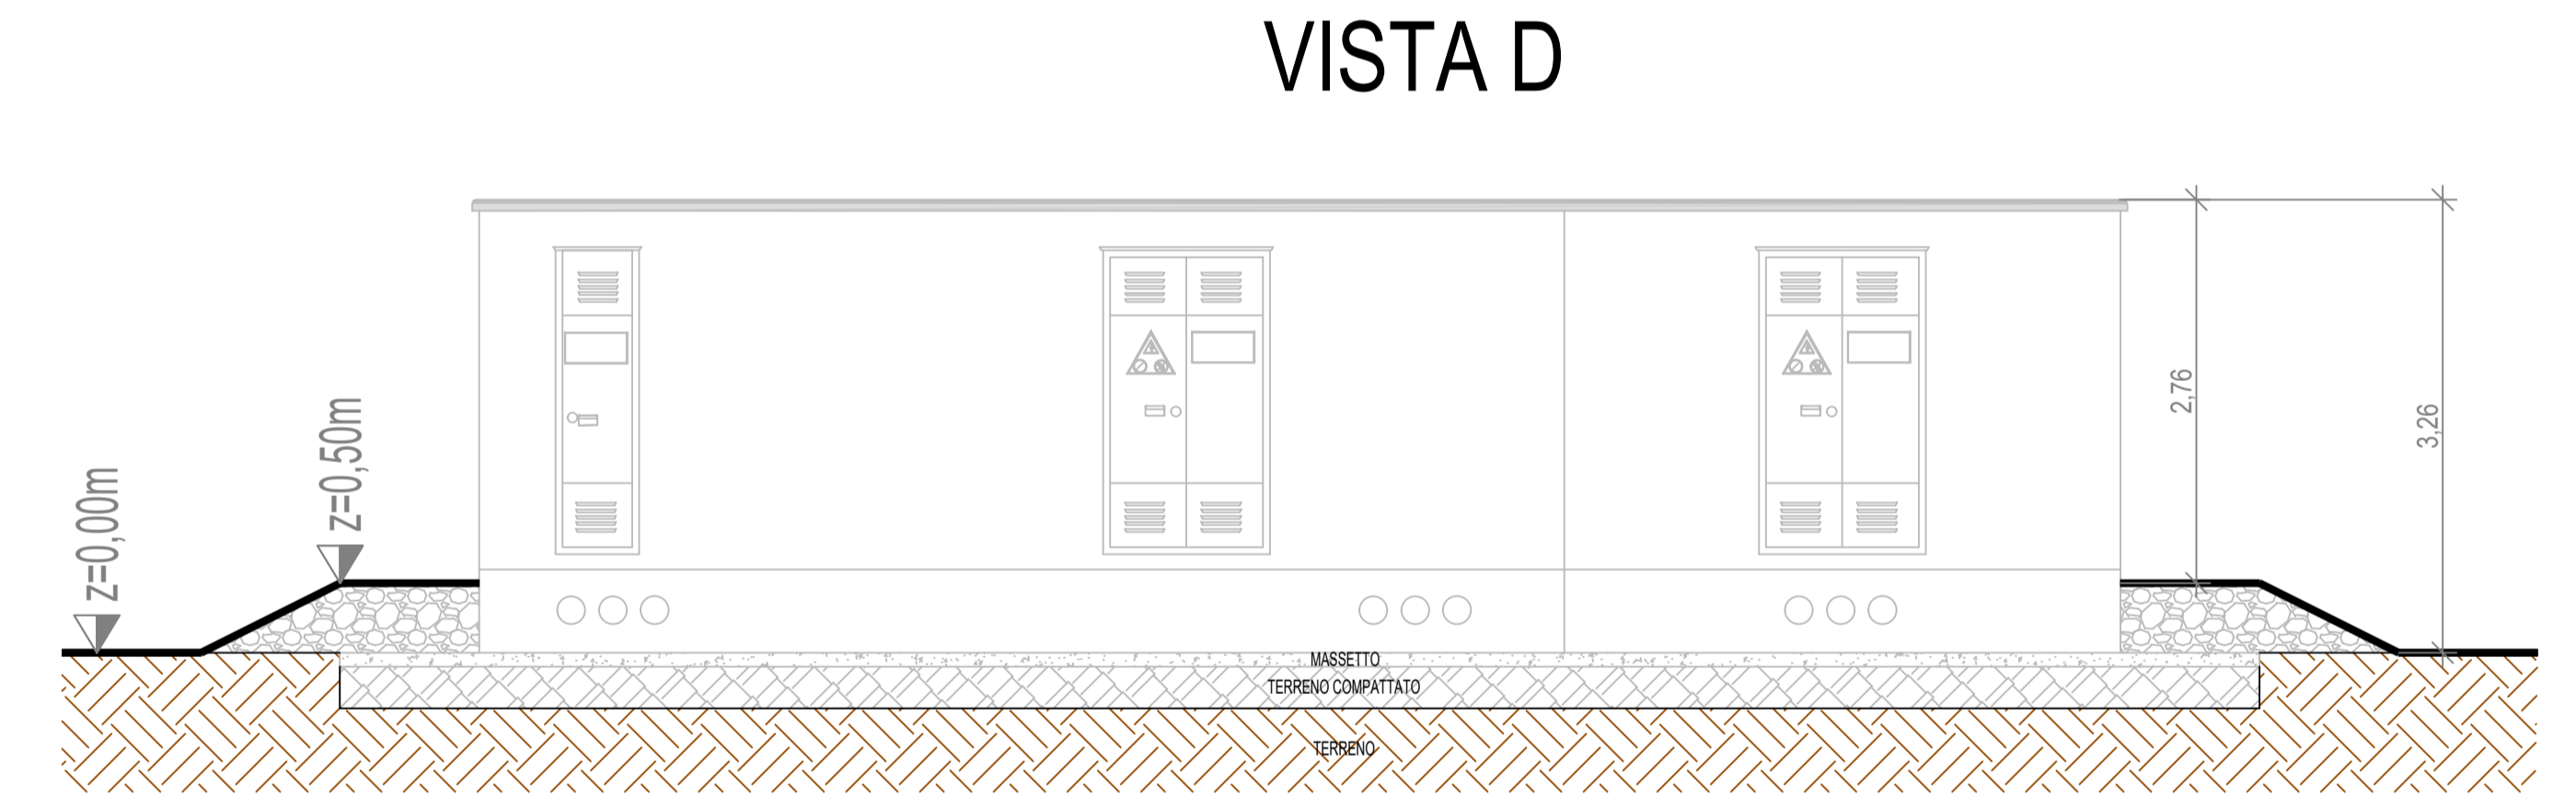 VISTA D
z=0,00m
z=0,50m
2,76
3,26
MASSETTO
TERRENO COMPATTATO
TERRENO